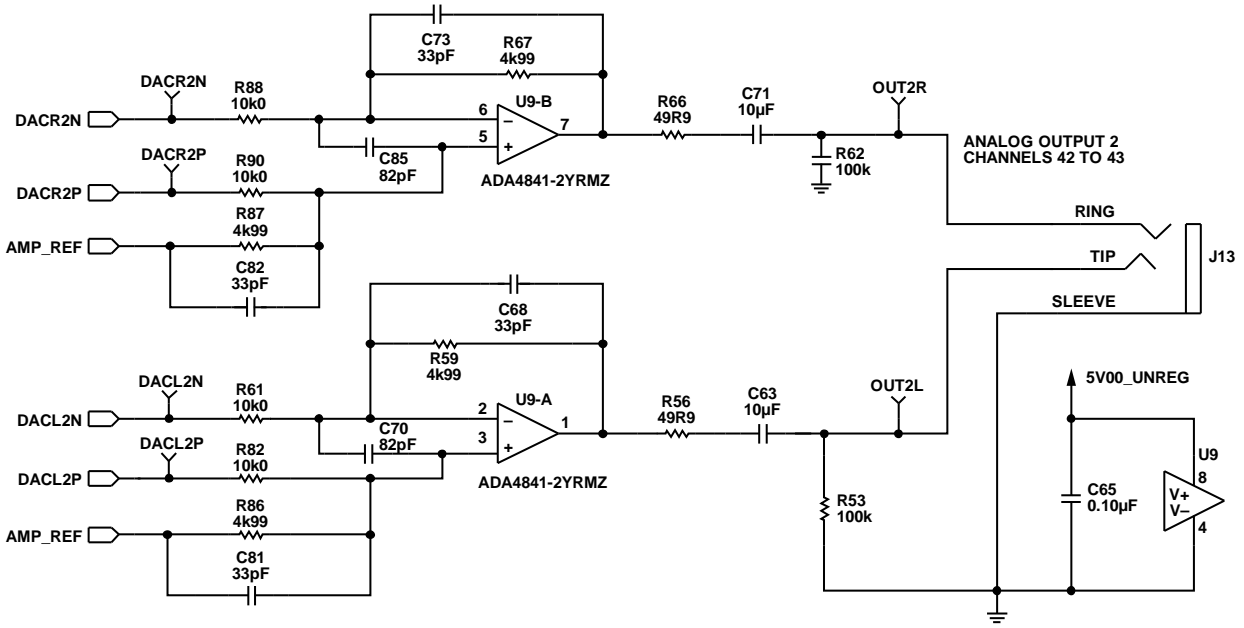 C73
33pF
R67
4k99
DACR2N
R88
10k0
DACR2N
U9-B
6
5
7
C85
82pF
ADA4841-2YRMZ
R66
49R9
C71
10µF
OUT2R
R62
100k
ANALOG OUTPUT 2
CHANNELS 42 TO 43
DACR2P
R90
10k0
DACR2P
R87
4k99
AMP_REF
C82
33pF
RING
TIP
SLEEVE
J13
C68
33pF
R59
4k99
DACL2N
R61
10k0
DACL2N
U9-A
2
3
1
C70
82pF
ADA4841-2YRMZ
R56
49R9
C63
10µF
OUT2L
R53
100k
DACL2P
R82
10k0
DACL2P
R86
4k99
AMP_REF
C81
33pF
5V00_UNREG
C65
0.10µF
U9
8
V+
V–
4